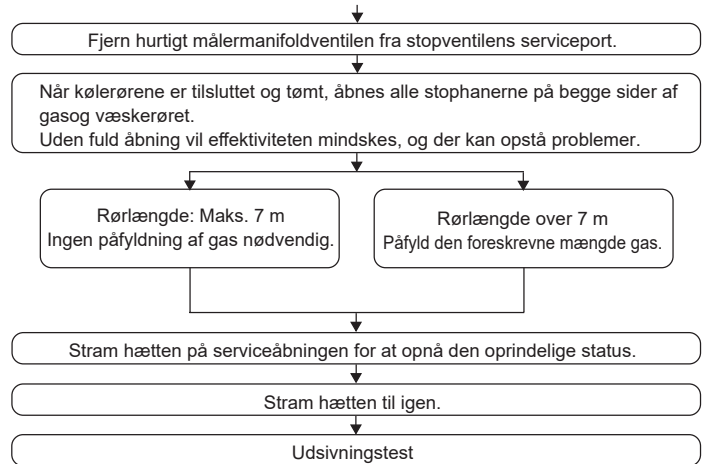 Fjern hurtigt målermanifoldventilen fra stopventilens serviceport.
Når kølerørene er tilsluttet og tømt, åbnes alle stophanerne på begge sider af
gasog væskerøret.
Uden fuld åbning vil effektiviteten mindskes, og der kan opstå problemer.
Rørlængde: Maks. 7 m
Ingen påfyldning af gas nødvendig.
Rørlængde over 7 m
Påfyld den foreskrevne mængde gas.
Stram hætten på serviceåbningen for at opnå den oprindelige status.
Stram hætten til igen.
Udsivningstest